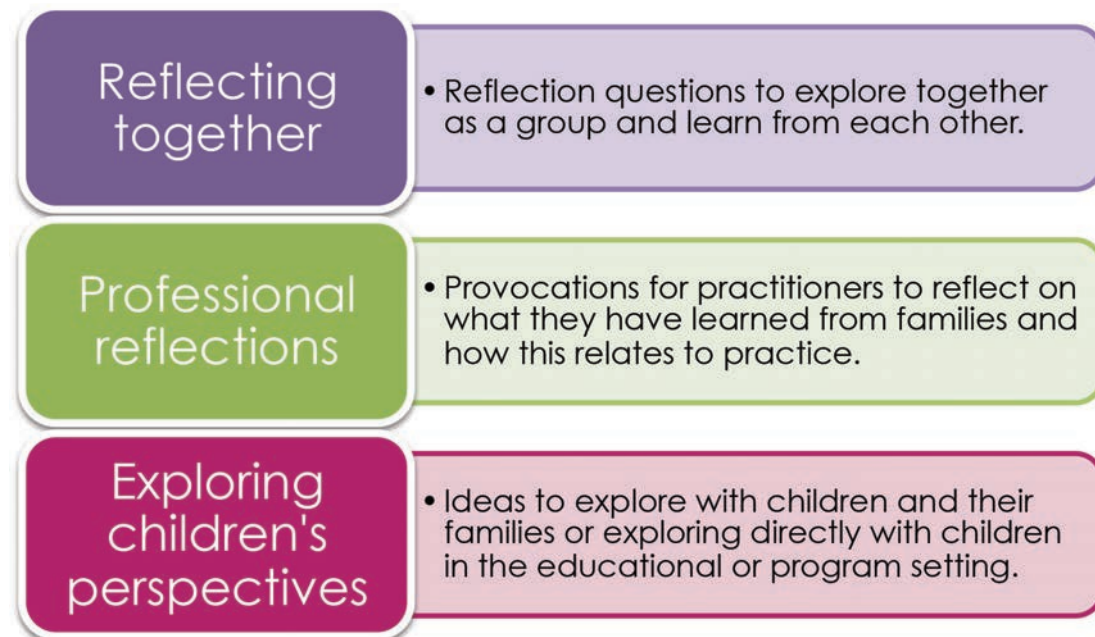 Reflecting
together
• Reflection questions to explore together
as a group and learn from each other.
Professional
reflections
• Provocations for practitioners to reflect on
what they have learned from families and
how this relates to practice.
Exploring
children's
perspectives
• Ideas to explore with children and their
families or exploring directly with children
in the educational or program setting.